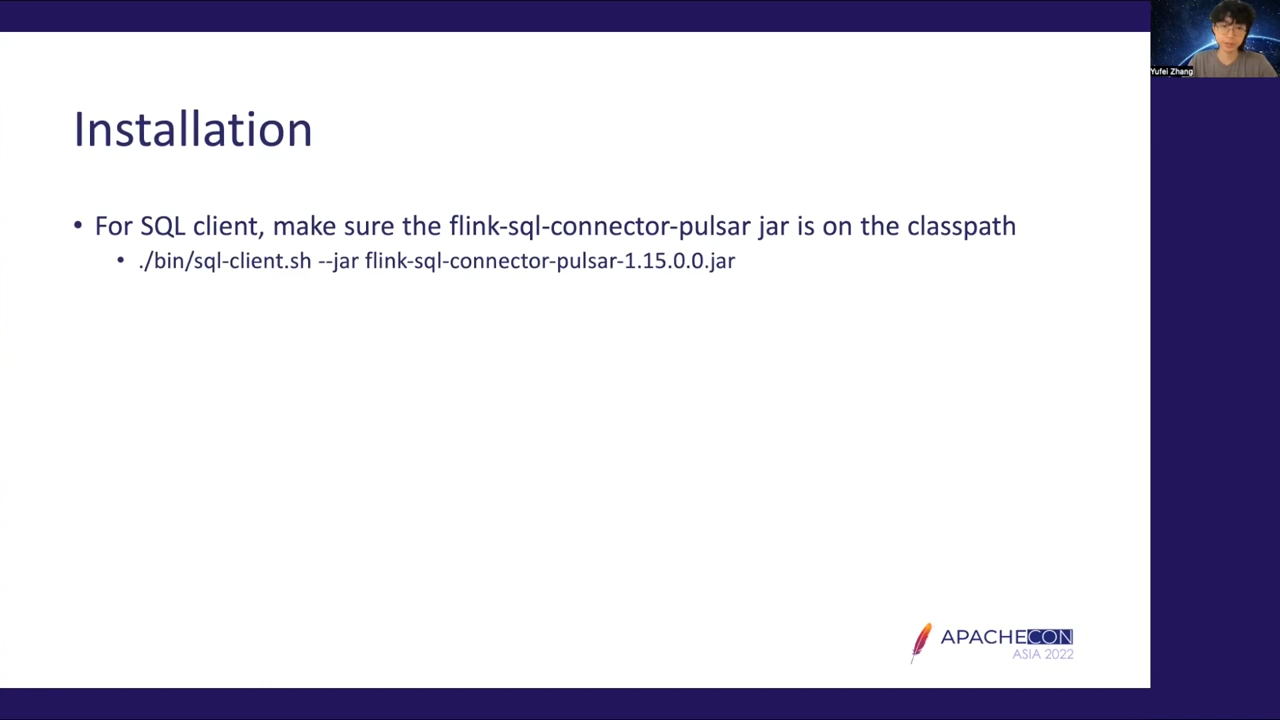 Yufei Zhang
Installation
• For SQL client, make sure the flink-sql-connector-pulsar jar is on the classpath
• ./bin/sql-client.sh --jar flink-sql-connector-pulsar-1.15.0.0.jar
APACHECON
ASIA 2022